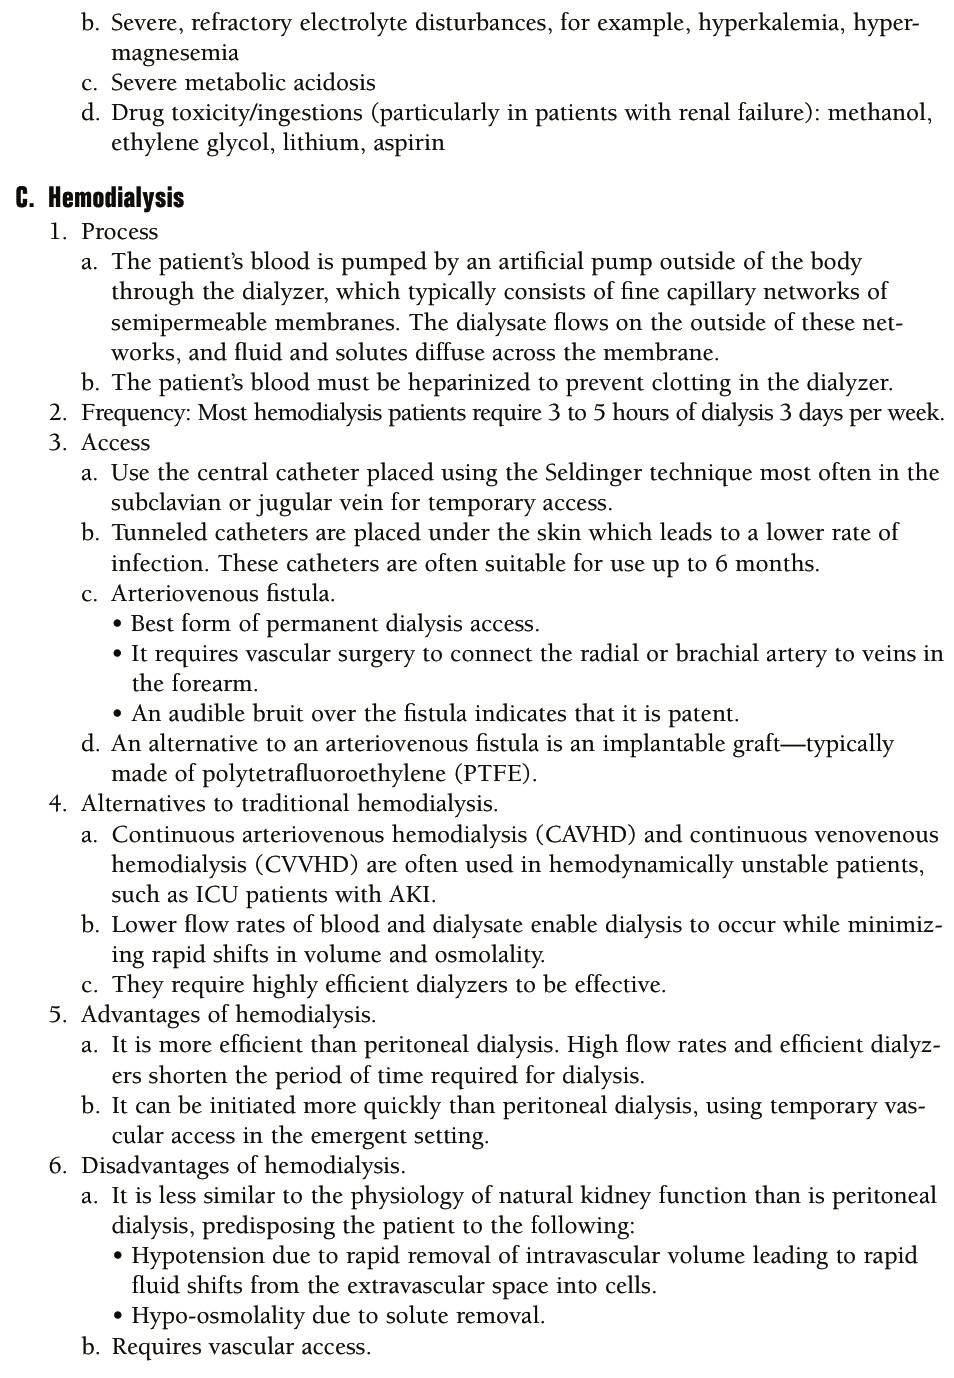 b. Severe, refractory electrolyte disturbances, for example, hyperkalemia, hyper-
magnesemia
c. Severe metabolic acidosis
d. Drug toxicity/ingestions (particularly in patients with renal failure): methanol,
ethylene glycol, lithium, aspirin
C. Hemodialysis
1. Process
a. The patient's blood is pumped by an artificial pump outside of the body
through the dialyzer, which typically consists of fine capillary networks of
semipermeable membranes. The dialysate flows on the outside of these net-
works, and fluid and solutes diffuse across the membrane.
b. The patient's blood must be heparinized to prevent clotting in the dialyzer.
2. Frequency: Most hemodialysis patients require 3 to 5 hours of dialysis 3 days per week.
3. Access
a. Use the central catheter placed using the Seldinger technique most often in the
subclavian or jugular vein for temporary access.
b. Tunneled catheters are placed under the skin which leads to a lower rate of
infection. These catheters are often suitable for use up to 6 months.
c. Arteriovenous fistula.
• Best form of permanent dialysis access.
• It requires vascular surgery to connect the radial or brachial artery to veins in
the forearm.
• An audible bruit over the fistula indicates that it is patent.
d. An alternative to an arteriovenous fistula is an implantable graft—typically
made of polytetrafluoroethylene (PTFE).
4. Alternatives to traditional hemodialysis.
a. Continuous arteriovenous hemodialysis (CAVHD) and continuous venovenous
hemodialysis (CVVHD) are often used in hemodynamically unstable patients,
such as ICU patients with AKI.
b. Lower flow rates of blood and dialysate enable dialysis to occur while minimiz-
ing rapid shifts in volume and osmolality.
c. They require highly efficient dialyzers to be effective.
5. Advantages of hemodialysis.
a. It is more efficient than peritoneal dialysis. High flow rates and efficient dialyz-
ers shorten the period of time required for dialysis.
b. It can be initiated more quickly than peritoneal dialysis, using temporary vas-
cular access in the emergent setting.
6. Disadvantages of hemodialysis.
a. It is less similar to the physiology of natural kidney function than is peritoneal
dialysis, predisposing the patient to the following:
• Hypotension due to rapid removal of intravascular volume leading to rapid
fluid shifts from the extravascular space into cells.
• Hypo-osmolality due to solute removal.
b. Requires vascular access.